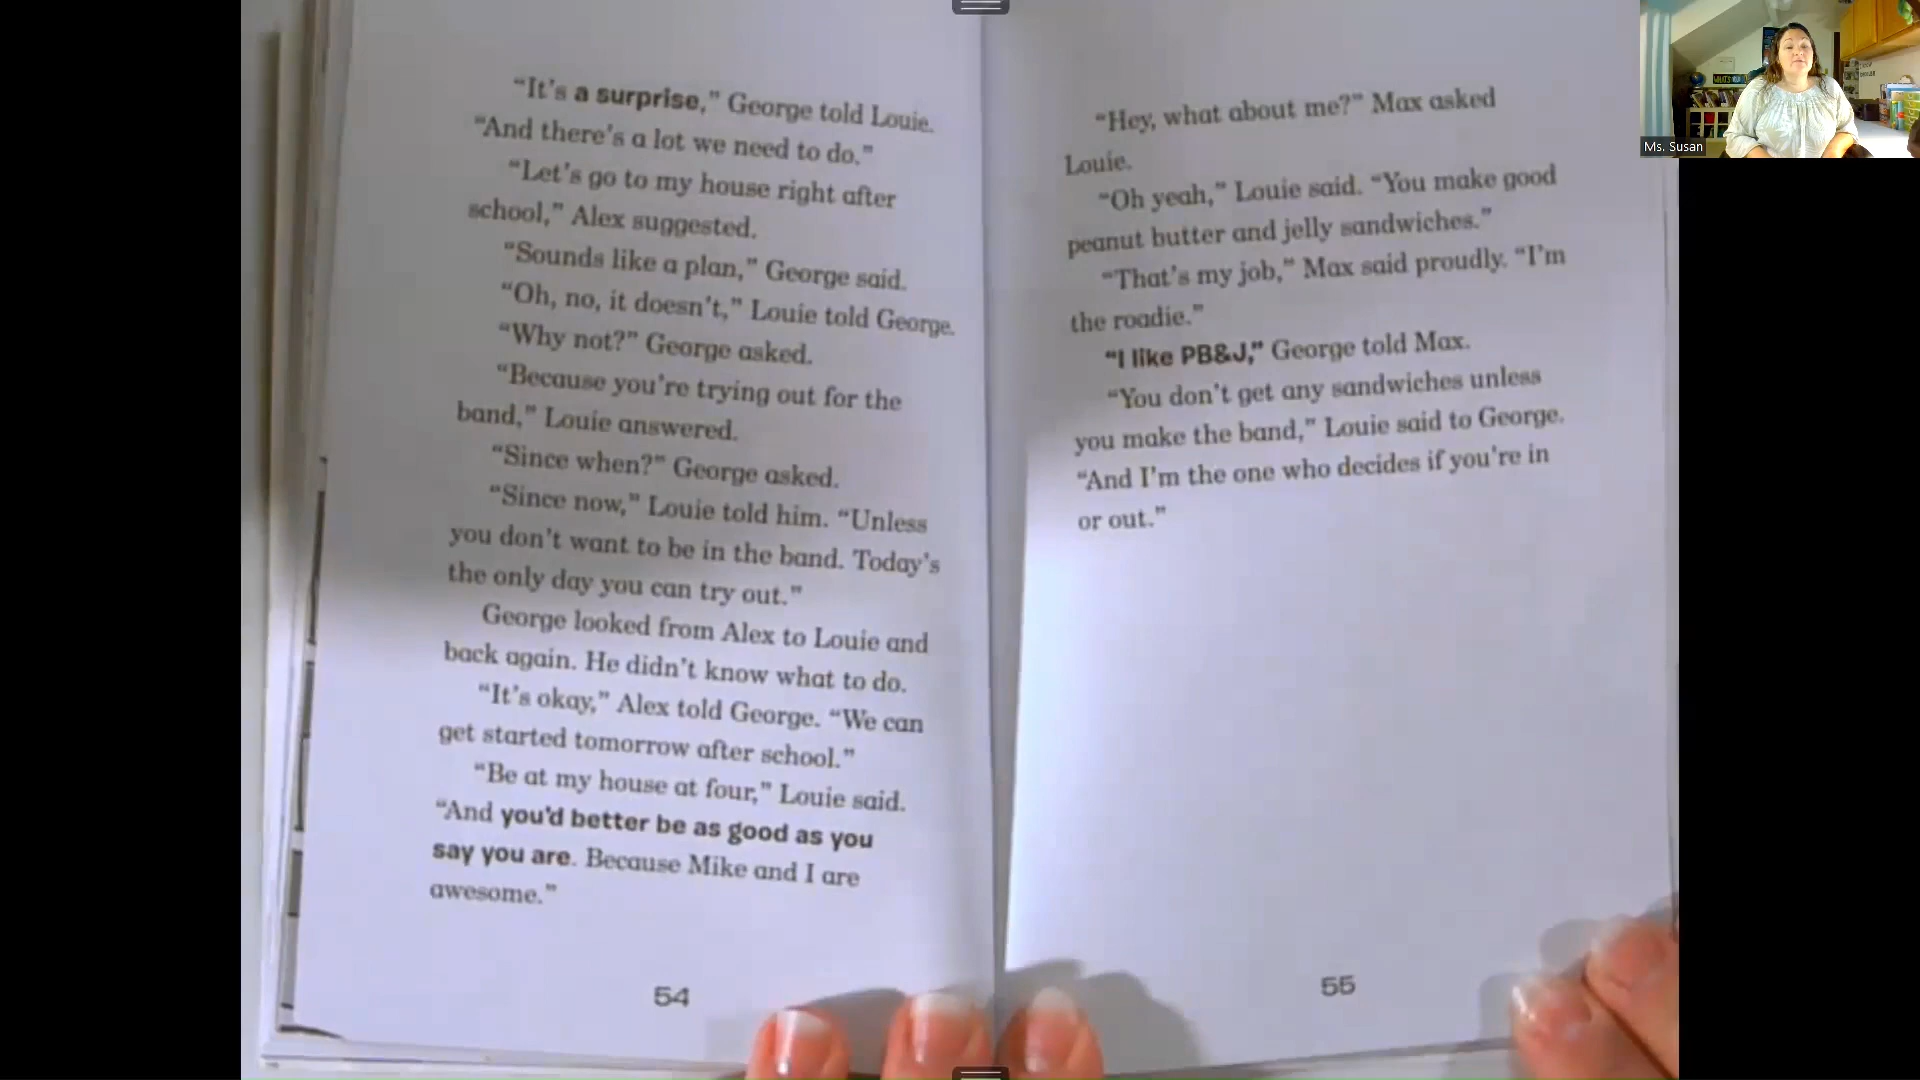 “It’s a surprise,” George told Louie.
“And there’s a lot we need to do.”
“Let’s go to my house right after
school,” Alex suggested.
“Sounds like a plan,” George said.
“Oh, no, it doesn’t,” Louie told George.
“Why not?” George asked.
“Because you’re trying out for the
band,” Louie answered.
“Since when?” George asked.
“Since now,” Louie told him. “Unless
you don’t want to be in the band. Today’s
the only day you can try out.”
George looked from Alex to Louie and
back again. He didn’t know what to do.
“It’s okay,” Alex told George. “We can
get started tomorrow after school.”
“Be at my house at four,” Louie said.
“And you’d better be as good as you
say you are. Because Mike and I are
awesome.”
54
“Hey, what about me?” Max asked
Louie.
“Oh yeah,” Louie said. “You make good
peanut butter and jelly sandwiches.”
“That’s my job,” Max said proudly. “I’m
the roadie.”
“I like PB&J,” George told Max.
“You don’t get any sandwiches unless
you make the band,” Louie said to George.
“And I’m the one who decides if you’re in
or out.”
55
Ms. Susan